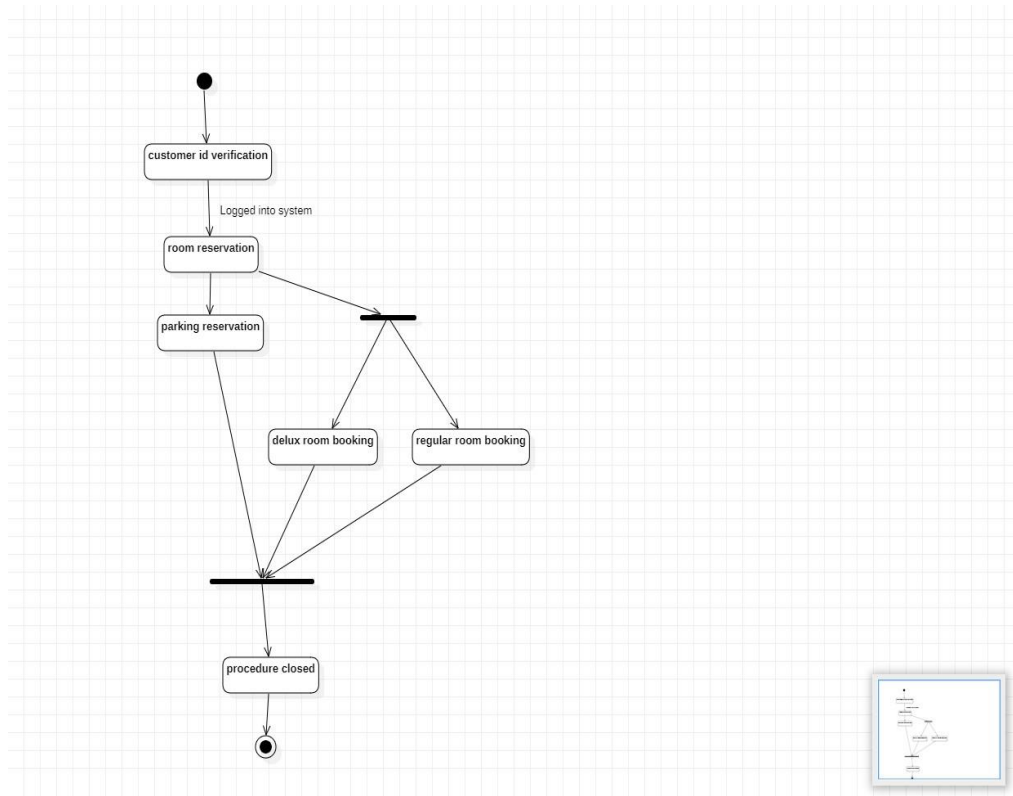 customer id verification
Logged into system
room reservation
parking reservation
delux room booking
regular room booking
procedure closed